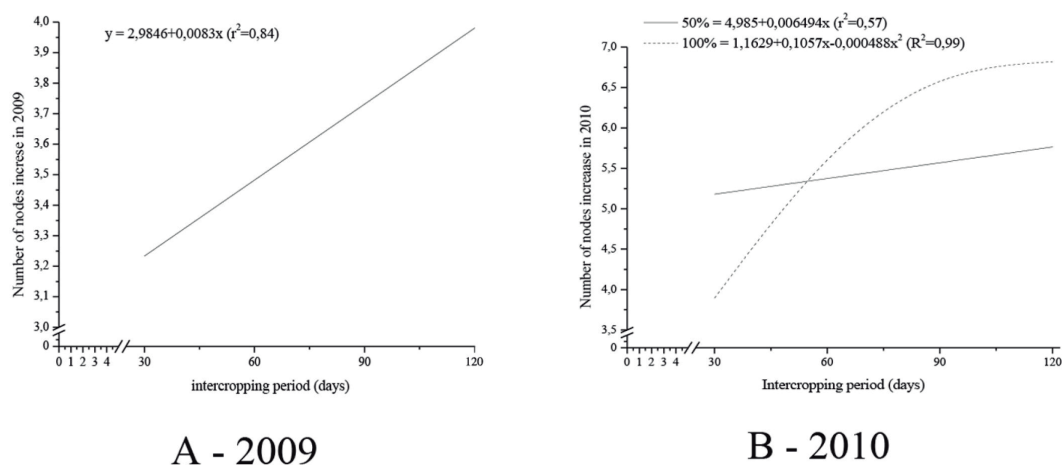 y = 2,9846+0,0083x (r²=0,84)
4,0
3,9
3,8
3,7
3,6
3,5
3,4
3,3
3,2
3,1
3,0
0
Number of nodes increse in 2009
0 1 2 3 4 30 60 90 120
intercropping period (days)
A - 2009
50% = 4,985+0,006494x (r²=0,57)
100% = 1,1629+0,1057x-0,000488x² (R²=0,99)
7,0
6,5
6,0
5,5
5,0
4,5
4,0
3,5
0
Number of nodes increaase in 2010
0 1 2 3 4 30 60 90 120
Intercropping period (days)
B - 2010